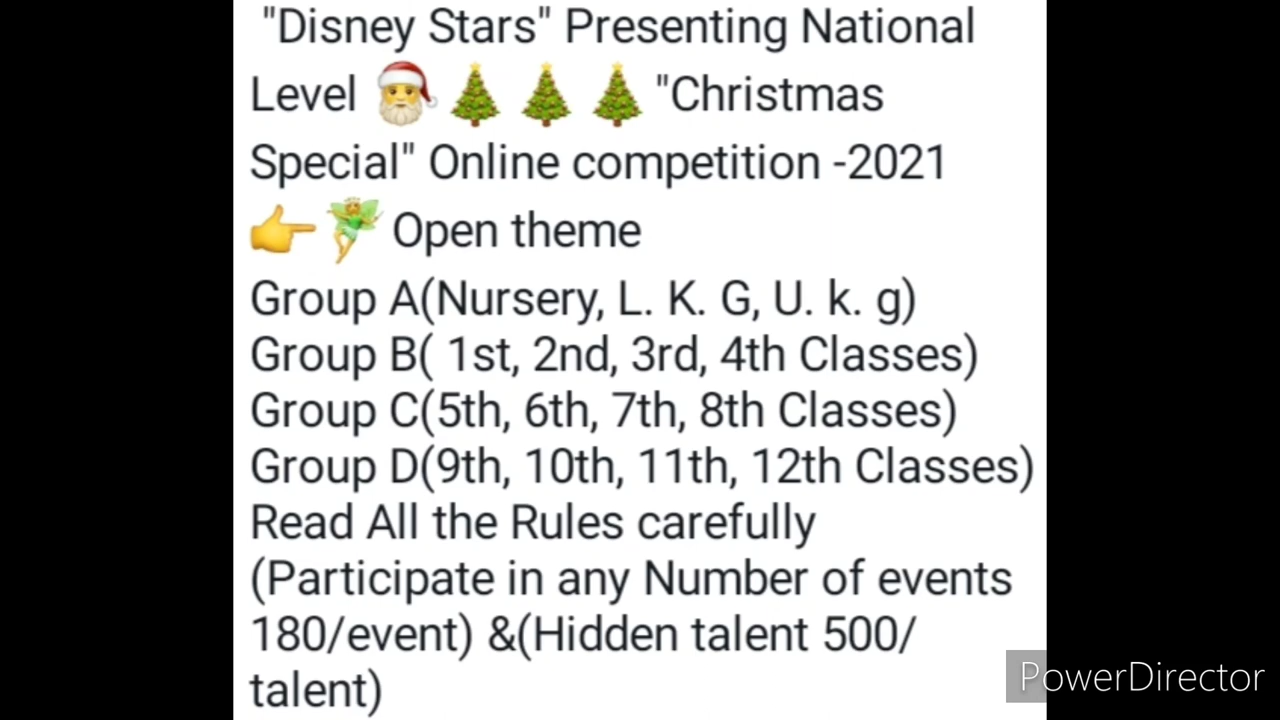 "Disney Stars" Presenting National
Level 🎅🎄🎄🎄 "Christmas
Special" Online competition -2021
👉🧚 Open theme
Group A(Nursery, L. K. G, U. k. g)
Group B( 1st, 2nd, 3rd, 4th Classes)
Group C(5th, 6th, 7th, 8th Classes)
Group D(9th, 10th, 11th, 12th Classes)
Read All the Rules carefully
(Participate in any Number of events
180/event) &(Hidden talent 500/
talent)
PowerDirector